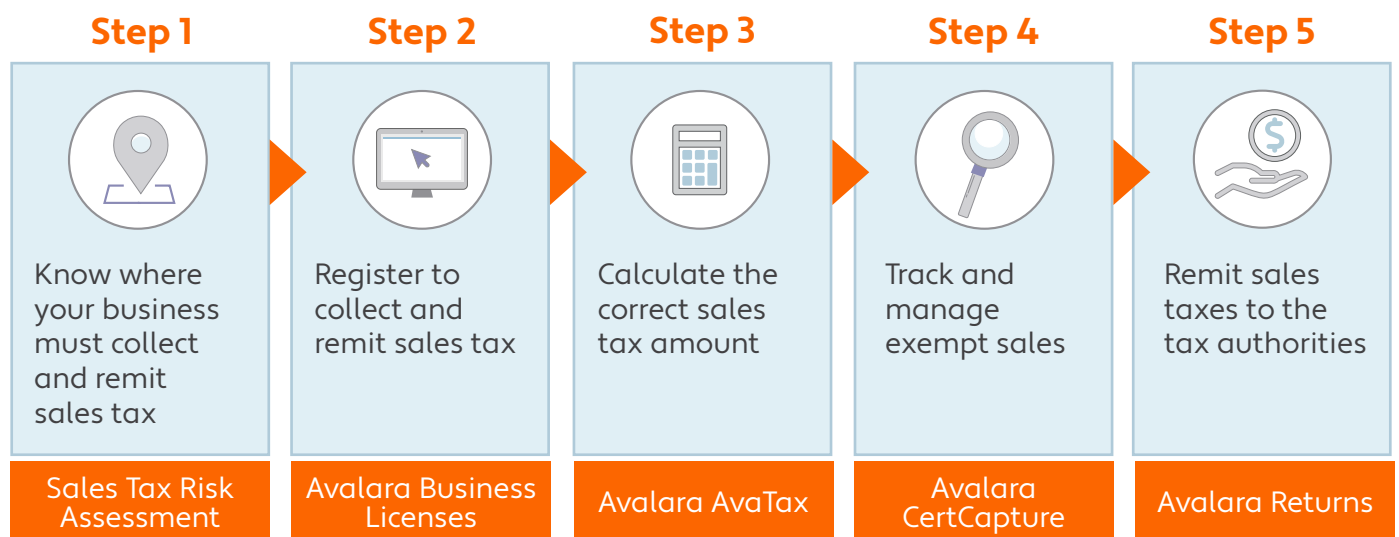 Step 1
Know where
your business
must collect
and remit
sales tax
Sales Tax Risk
Assessment
Step 2
Register to
collect and
remit sales tax
Avalara Business
Licenses
Step 3
Calculate the
correct sales
tax amount
Avalara AvaTax
Step 4
Track and
manage
exempt sales
Avalara
CertCapture
Step 5
$
Remit sales
taxes to the
tax authorities
Avalara Returns